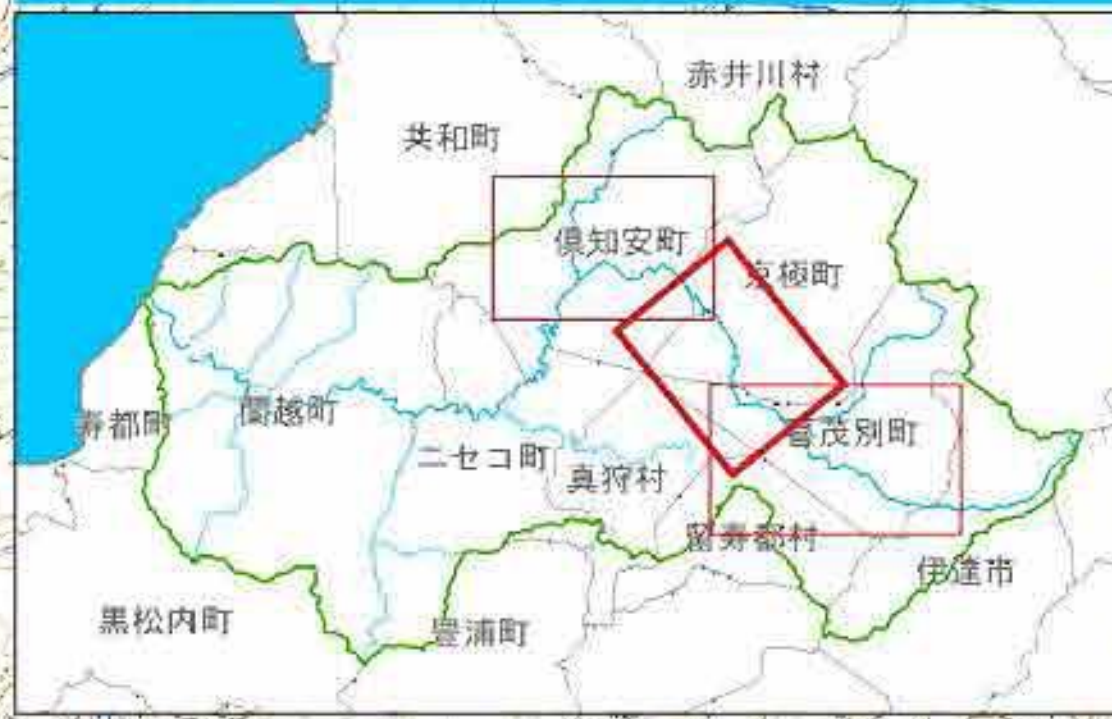 赤井川村
共和町
倶知安町
京極町
寿都町
蘭越町
ニセコ町
喜茂別町
真狩村
留寿都村
伊達市
黒松内町
豊浦町